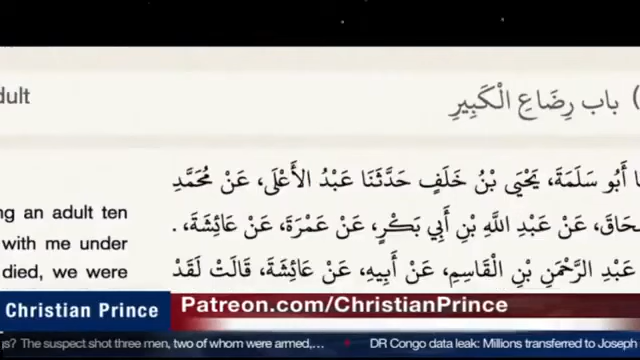 dult
) باب رِضَاعِ الْكَبِيرِ
أَبُو سَلَمَةَ، يَحْيَى بْنُ خَلَفٍ حَدَّثَنَا عَبْدُ الأَعْلَى، عَنْ مُحَمَّدِ
حَاقَ، عَنْ عَبْدِ اللَّهِ بْنِ أَبِي بَكْرٍ، عَنْ عَمْرَةَ، عَنْ عَائِشَةَ، .
عَبْدِ الرَّحْمَنِ بْنِ الْقَاسِمِ، عَنْ أَبِيهِ، عَنْ عَائِشَةَ، قَالَتْ لَقَدْ
ng an adult ten
with me under
died, we were
Christian Prince
Patreon.com/ChristianPrince
s? The suspect shot three men, two of whom were armed,... DR Congo data leak: Millions transferred to Joseph